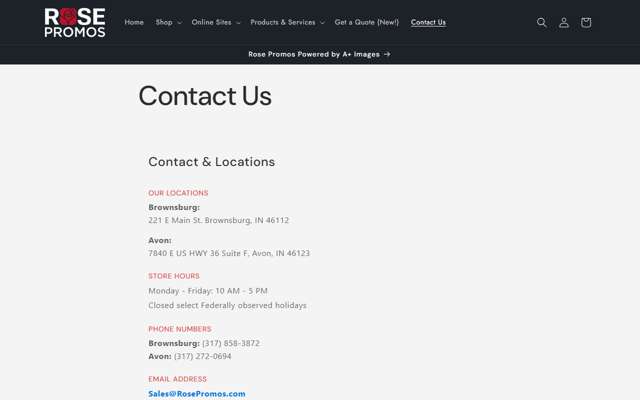 ROSE
PROMOS
Home
Shop
Online Sites
Products & Services
Get a Quote {New!}
Contact Us
Rose Promos Powered by A+ Images
Contact Us
Contact & Locations
OUR LOCATIONS
Brownsburg:
221 E Main St. Brownsburg, IN 46112
Avon:
7840 E US HWY 36 Suite F, Avon, IN 46123
STORE HOURS
Monday - Friday: 10 AM - 5 PM
Closed select Federally observed holidays
PHONE NUMBERS
Brownsburg: (317) 858-3872
Avon: (317) 272-0694
EMAIL ADDRESS
Sales@RosePromos.com